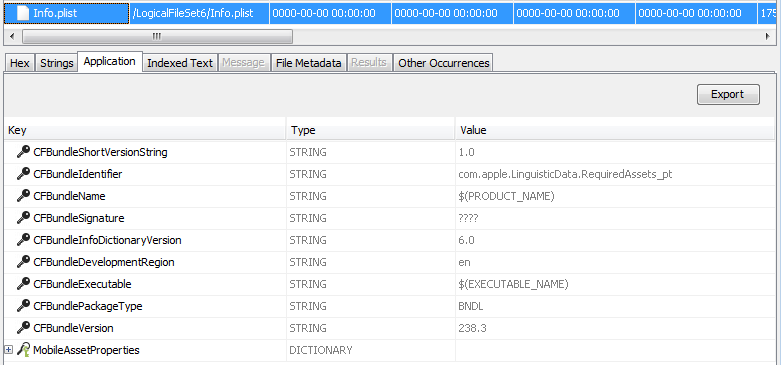 Info.plist /LogicalFileSet6/Info.plist 0000-00-00 00:00:00 0000-00-00 00:00:00 0000-00-00 00:00:00 0000-00-00 00:00:00 175
Hex Strings Application Indexed Text Message File Metadata Results Other Occurrences
Export
Key Type Value
CFBundleShortVersionString STRING 1.0
CFBundleIdentifier STRING com.apple.LinguisticData.RequiredAssets_pt
CFBundleName STRING $(PRODUCT_NAME)
CFBundleSignature STRING ????
CFBundleInfoDictionaryVersion STRING 6.0
CFBundleDevelopmentRegion STRING en
CFBundleExecutable STRING $(EXECUTABLE_NAME)
CFBundlePackageType STRING BNDL
CFBundleVersion STRING 238.3
MobileAssetProperties DICTIONARY